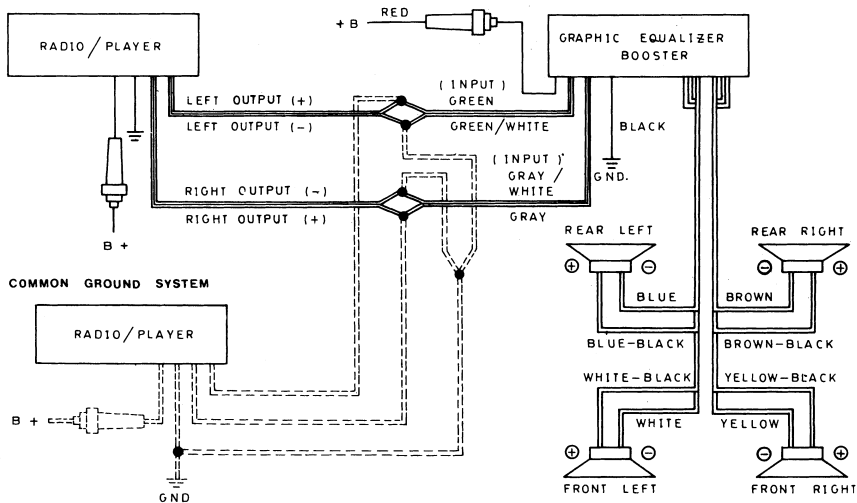 RED
+ B
RADIO/PLAYER
GRAPHIC EQUALIZER
BOOSTER
LEFT OUTPUT (+)
LEFT OUTPUT (-)
(INPUT)
GREEN
GREEN/WHITE
BLACK
GND.
(INPUT)
GRAY/
WHITE
GRAY
RIGHT OUTPUT (-)
RIGHT OUTPUT (+)
B +
REAR LEFT
REAR RIGHT
+
-
-
+
BLUE
BROWN
BLUE-BLACK
BROWN-BLACK
COMMON GROUND SYSTEM
RADIO/PLAYER
B +
GND
WHITE-BLACK
YELLOW-BLACK
WHITE
YELLOW
+
-
-
+
FRONT LEFT
FRONT RIGHT